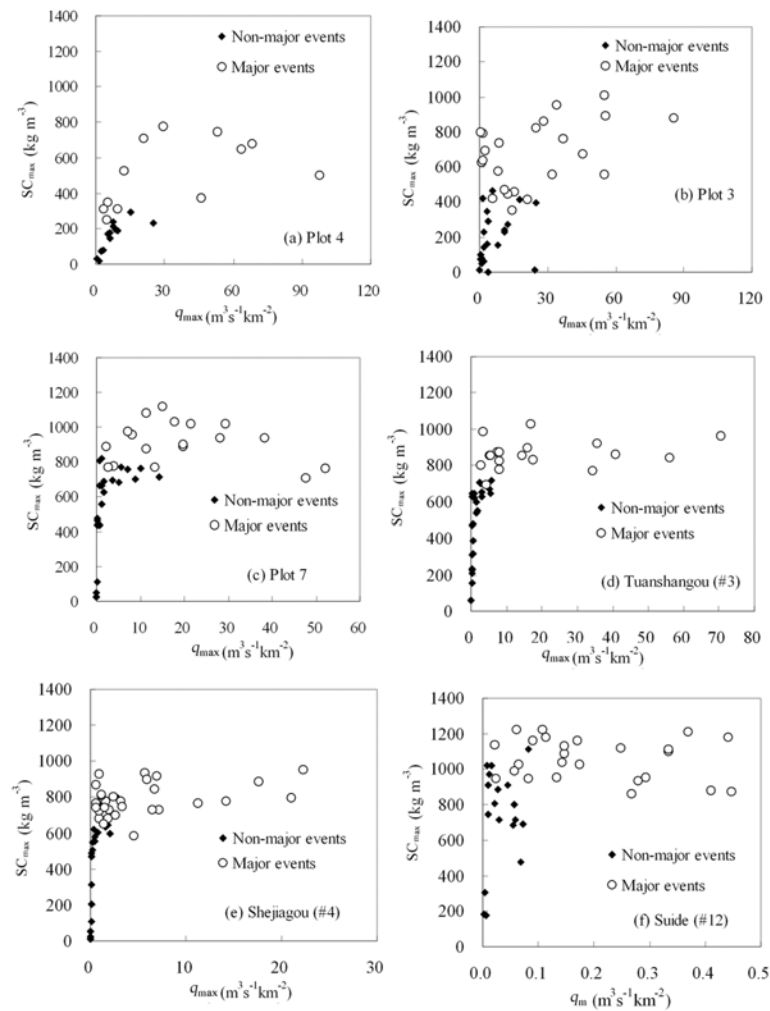 1400
1200
1000
800
600
400
200
0
SCmax (kg m-3)
Non-major events
Major events
(a) Plot 4
0 30 60 90 120
qmax (m3s-1km-2)
1400
1200
1000
800
600
400
200
0
SCmax (kg m-3)
Non-major events
Major events
(b) Plot 3
0 30 60 90 120
qmax (m3s-1km-2)
1400
1200
1000
800
600
400
200
0
SCmax (kg m-3)
Non-major events
Major events
(c) Plot 7
0 10 20 30 40 50 60
qmax (m3s-1km-2)
1400
1200
1000
800
600
400
200
0
SCmax (kg m-3)
Non-major events
Major events
(d) Tuanshangou (#3)
0 10 20 30 40 50 60 70 80
qmax (m3s-1km-2)
1400
1200
1000
800
600
400
200
0
SCmax (kg m-3)
Non-major events
Major events
(e) Shejiagou (#4)
0 10 20 30
qmax (m3s-1km-2)
1400
1200
1000
800
600
400
200
0
SCmax (kg m-3)
Non-major events
Major events
(f) Suide (#12)
0.0 0.1 0.2 0.3 0.4 0.5
qm (m3s-1km-2)